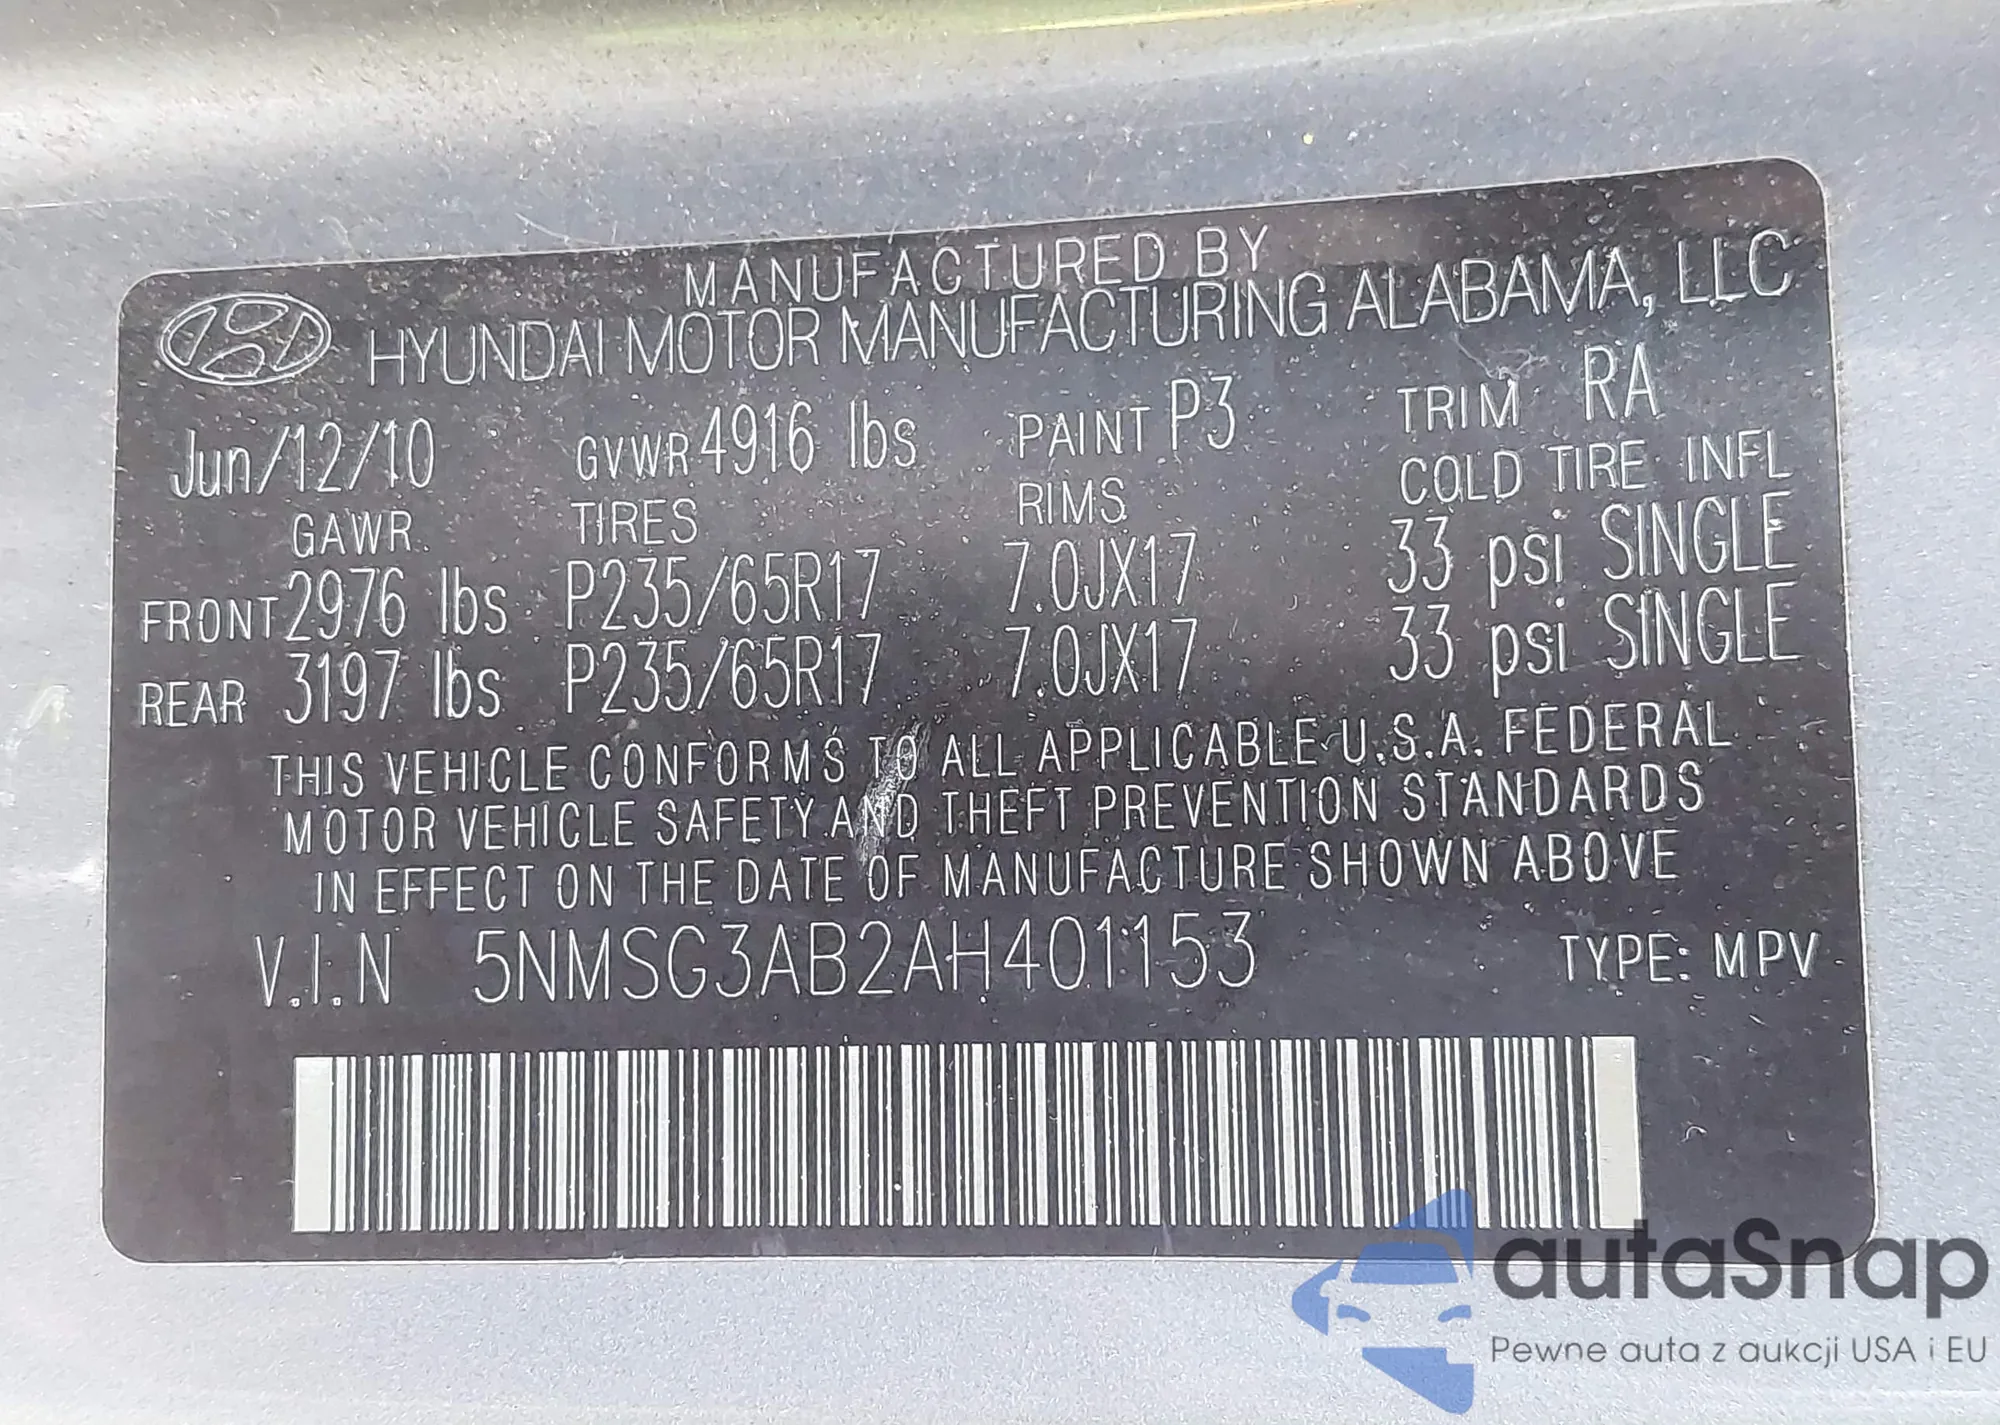 MANUFACTURED BY
HYUNDAI MOTOR MANUFACTURING ALABAMA, LLC
Jun/12/10 GVWR 4916 lbs PAINT P3 TRIM RA
GAWR TIRES RIMS COLD TIRE INFL
FRONT 2976 lbs P235/65R17 7.0JX17 33 psi SINGLE
REAR 3197 lbs P235/65R17 7.0JX17 33 psi SINGLE
THIS VEHICLE CONFORMS TO ALL APPLICABLE U.S.A. FEDERAL
MOTOR VEHICLE SAFETY AND THEFT PREVENTION STANDARDS
IN EFFECT ON THE DATE OF MANUFACTURE SHOWN ABOVE
V.I.N 5NMSG3AB2AH401153 TYPE: MPV
autaSnap
Pewne auta z aukcji USA i EU